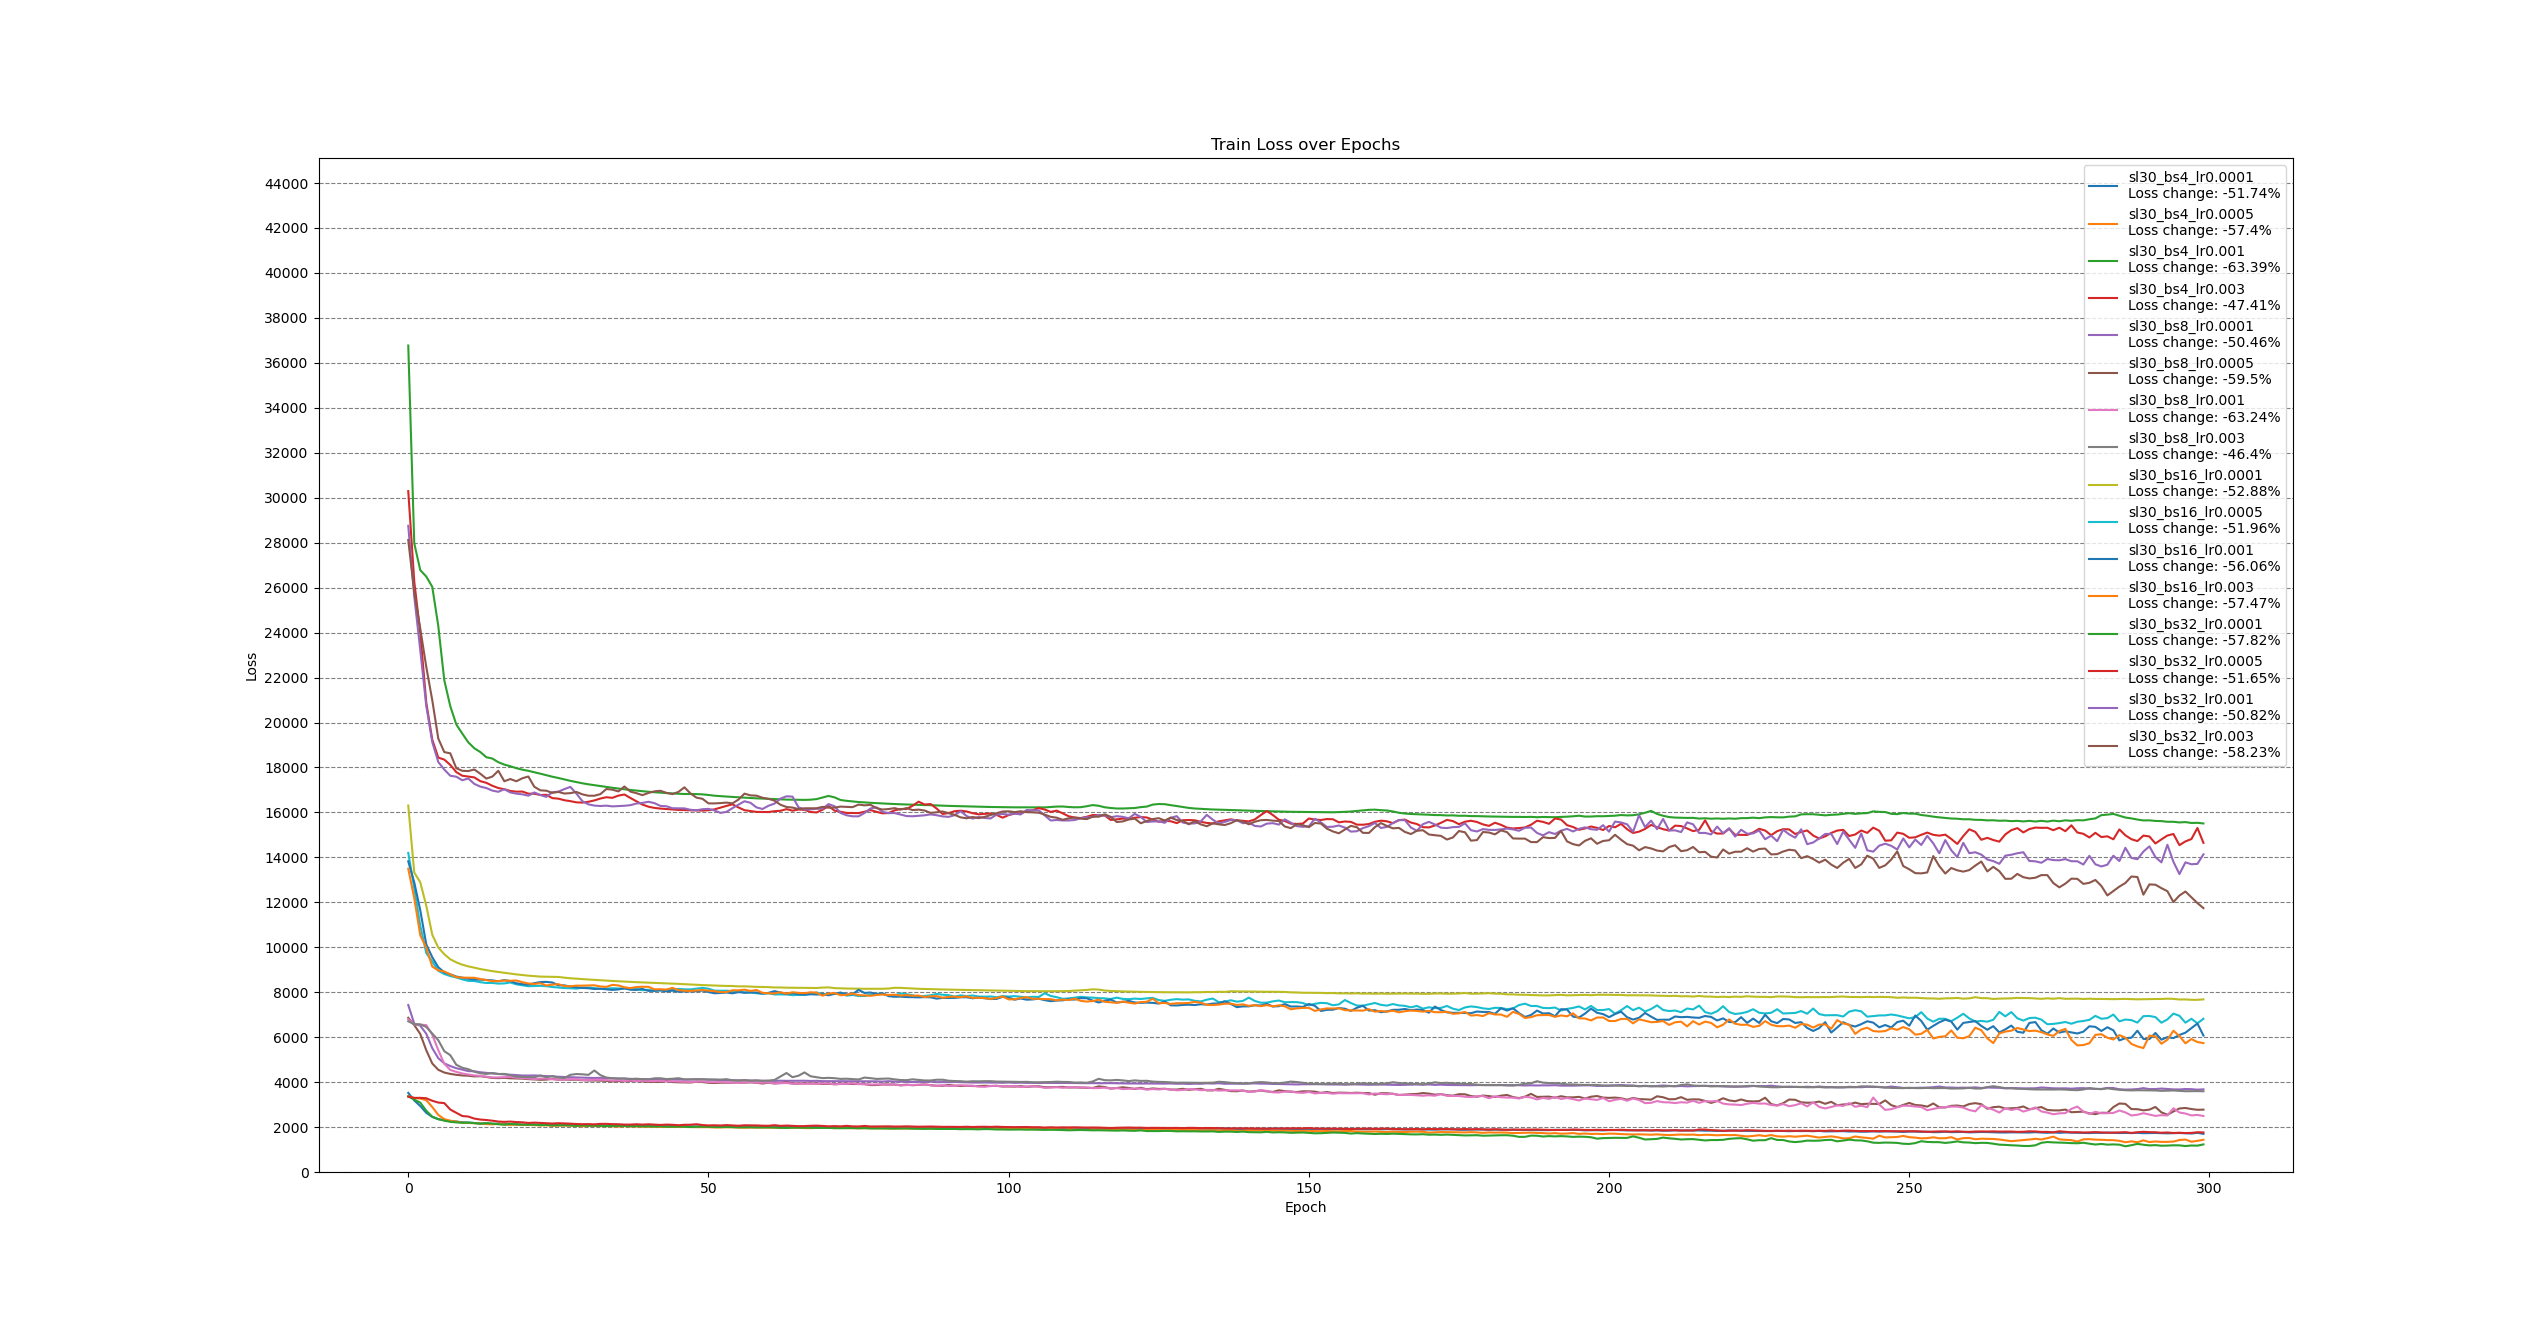 Train Loss over Epochs
44000
42000
40000
38000
36000
34000
32000
30000
28000
26000
24000
22000
20000
18000
16000
14000
12000
10000
8000
6000
4000
2000
0
Loss
0 50 100 150 200 250 300
Epoch
sl30_bs4_lr0.0001
Loss change: -51.74%
sl30_bs4_lr0.0005
Loss change: -57.4%
sl30_bs4_lr0.001
Loss change: -63.39%
sl30_bs4_lr0.003
Loss change: -47.41%
sl30_bs8_lr0.0001
Loss change: -50.46%
sl30_bs8_lr0.0005
Loss change: -59.5%
sl30_bs8_lr0.001
Loss change: -63.24%
sl30_bs8_lr0.003
Loss change: -46.4%
sl30_bs16_lr0.0001
Loss change: -52.88%
sl30_bs16_lr0.0005
Loss change: -51.96%
sl30_bs16_lr0.001
Loss change: -56.06%
sl30_bs16_lr0.003
Loss change: -57.47%
sl30_bs32_lr0.0001
Loss change: -57.82%
sl30_bs32_lr0.0005
Loss change: -51.65%
sl30_bs32_lr0.001
Loss change: -50.82%
sl30_bs32_lr0.003
Loss change: -58.23%